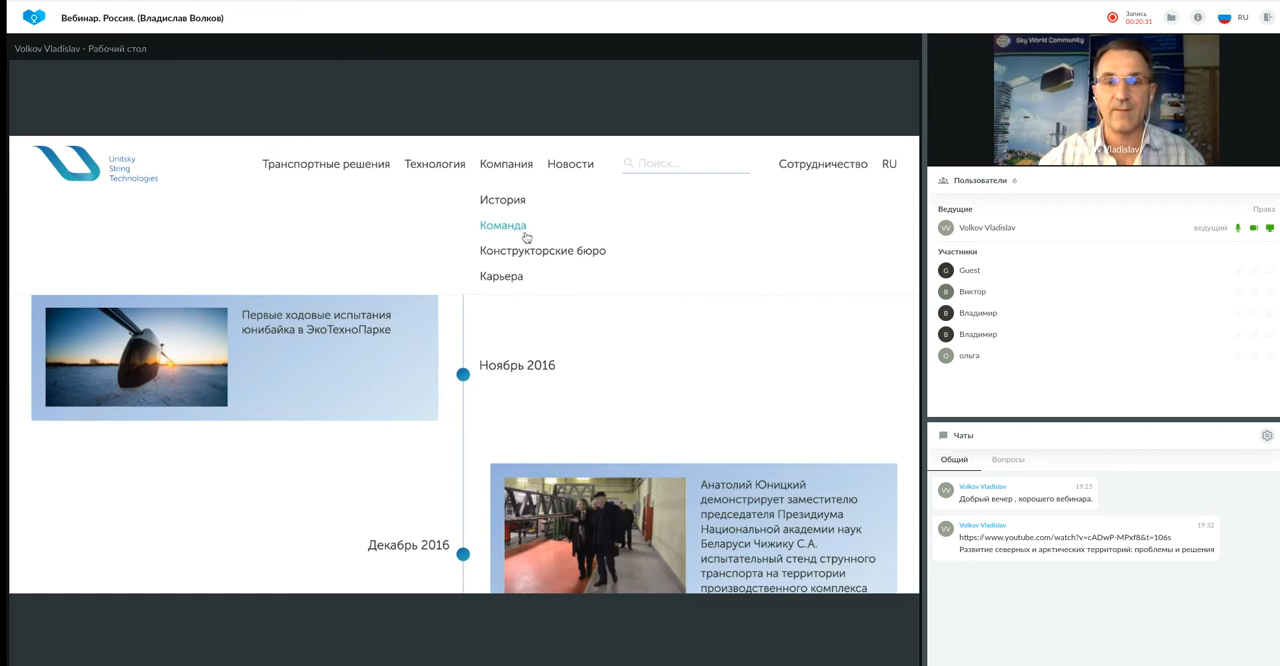 Вебинар. Россия. (Владислав Волков)
Запись
00:20:31
RU
Volkov Vladislav - Рабочий стол
Sky World Community
Vladislav
Unitsky
String
Technologies
Транспортные решения
Технология
Компания
Новости
Поиск...
Сотрудничество
RU
История
Команда
Конструкторские бюро
Карьера
Первые ходовые испытания
юнибайка в ЭкоТехноПарке
Ноябрь 2016
Декабрь 2016
Анатолий Юницкий
демонстрирует заместителю
председателя Президиума
Национальной академии наук
Беларуси Чижику С.А.
испытательный стенд струнного
транспорта на территории
производственного комплекса
Пользователи 6
Ведущие
Права
VV
Volkov Vladislav
ведущий
Участники
G
Guest
В
Виктор
В
Владимир
В
Владимир
О
ольга
Чаты
Общий
Вопросы
VV
Volkov Vladislav
19:25
Добрый вечер , хорошего вебинара.
VV
Volkov Vladislav
19:32
https://www.youtube.com/watch?v=cADwP-MPxf8&t=106s
Развитие северных и арктических территорий: проблемы и решения